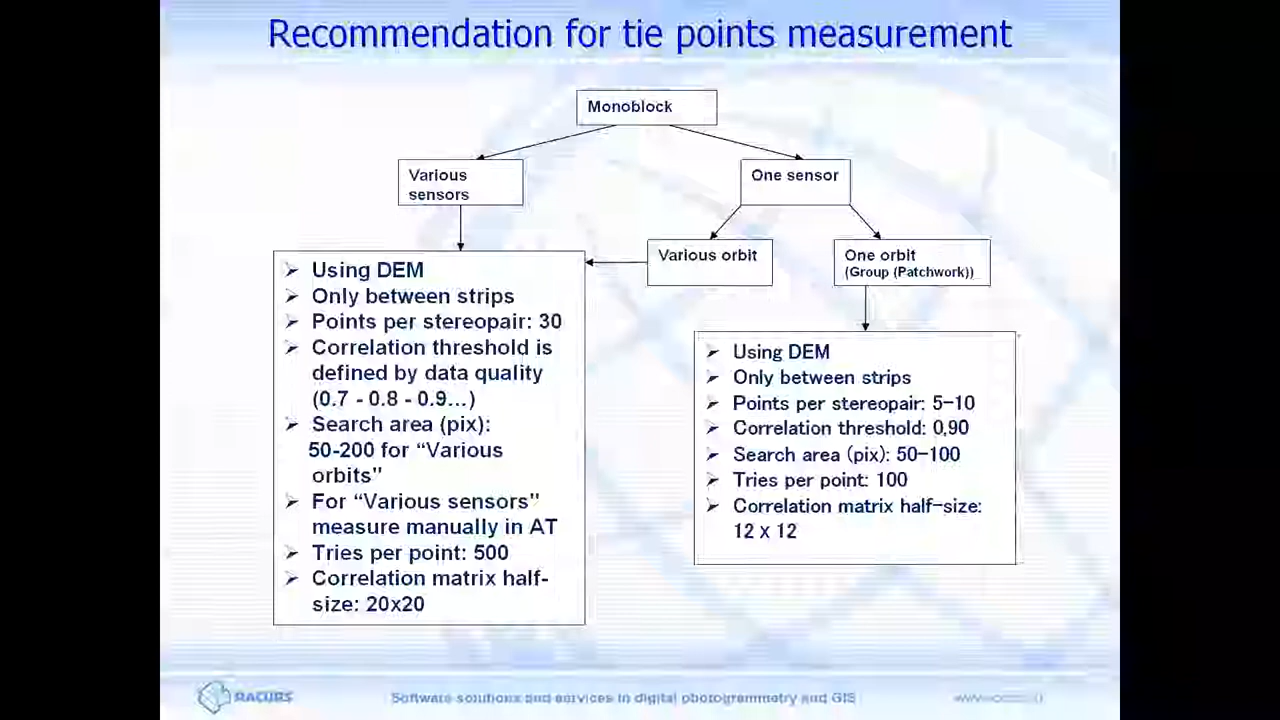 Recommendation for tie points measurement
Monoblock
Various
sensors
One sensor
Various orbit
One orbit
(Group (Patchwork))
➢ Using DEM
➢ Only between strips
➢ Points per stereopair: 30
➢ Correlation threshold is
defined by data quality
(0.7 - 0.8 - 0.9...)
➢ Search area (pix):
50-200 for “Various
orbits”
➢ For “Various sensors”
measure manually in AT
➢ Tries per point: 500
➢ Correlation matrix half-
size: 20x20
➢ Using DEM
➢ Only between strips
➢ Points per stereopair: 5-10
➢ Correlation threshold: 0,90
➢ Search area (pix): 50-100
➢ Tries per point: 100
➢ Correlation matrix half-size:
12 x 12
RACURS
Software solutions and services in digital photogrammetry and GIS